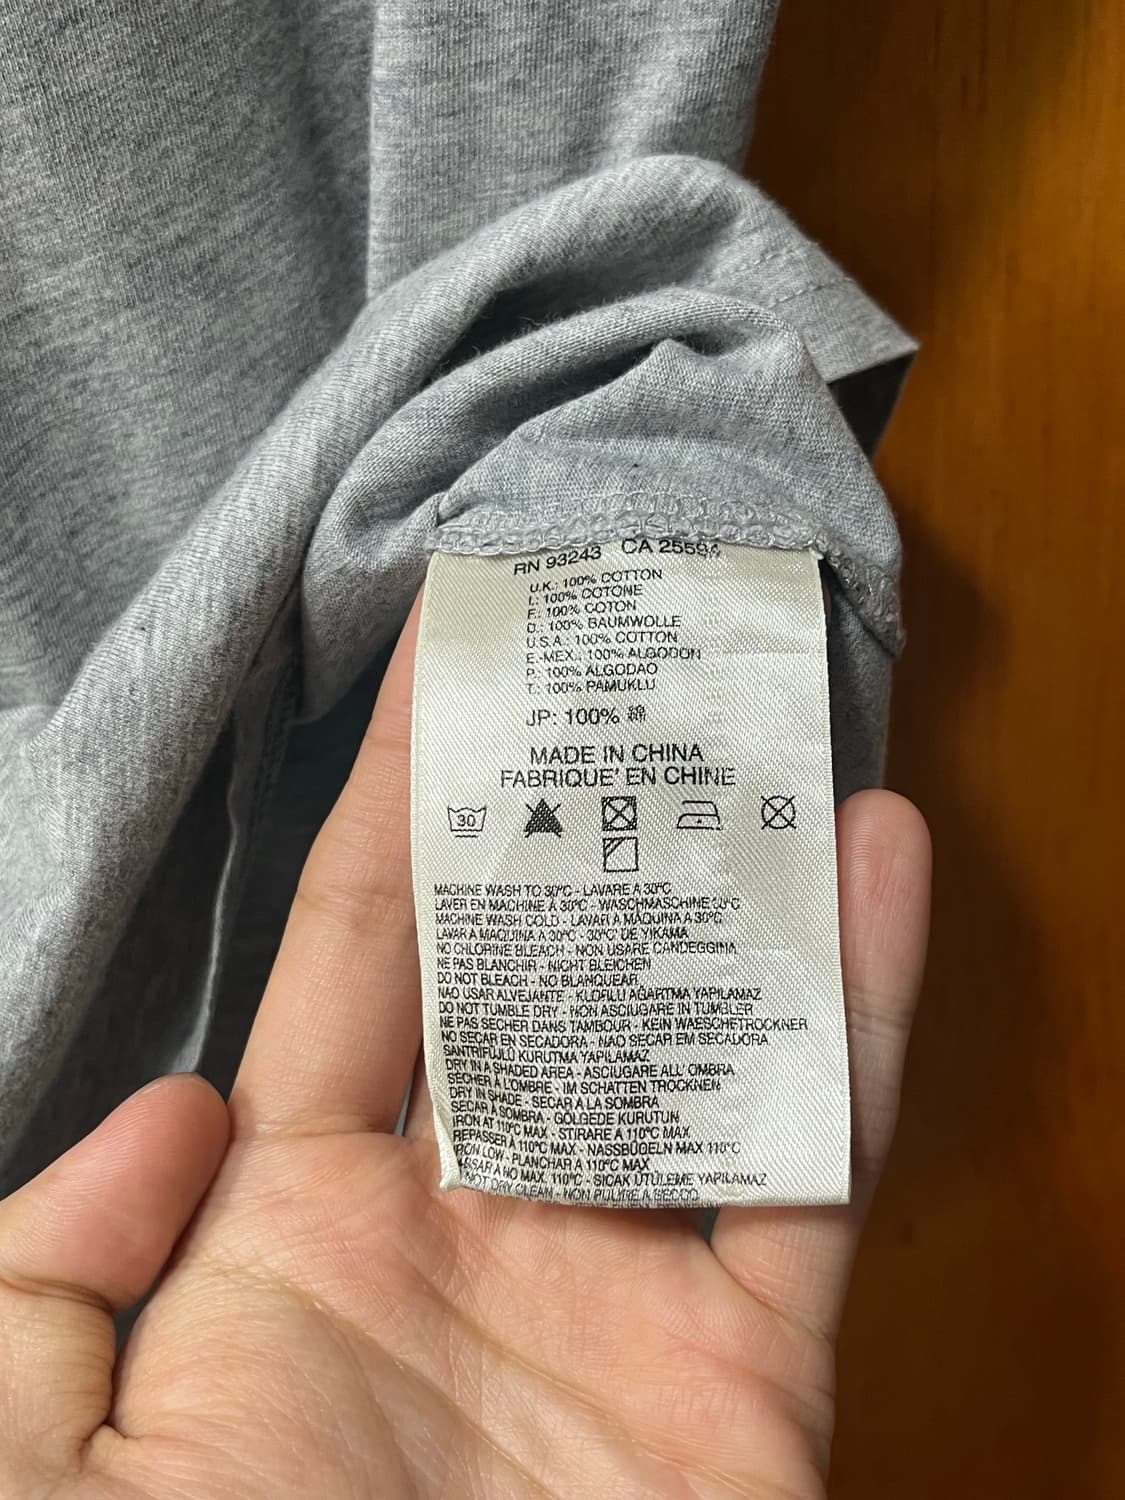 RN 93243 CA 25594
U.K.: 100% COTTON
I.: 100% COTONE
F.: 100% COTON
D.: 100% BAUMWOLLE
U.S.A.: 100% COTTON
E.-MEX.: 100% ALGODON
P.: 100% ALGODAO
T.: 100% PAMUKLU
JP: 100% 綿
MADE IN CHINA
FABRIQUE' EN CHINE
30
MACHINE WASH TO 30°C - LAVARE A 30°C
LAVER EN MACHINE A 30°C - WASCHMASCHINE 30°C
MACHINE WASH COLD - LAVAR A MAQUINA A 30°C
LAVAR A MAQUINA A 30°C - 30°C' DE YIKAMA
NO CHLORINE BLEACH - NON USARE CANDEGGINA
NE PAS BLANCHIR - NICHT BLEICHEN
DO NOT BLEACH - NO BLANQUEAR
NAO USAR ALVEJANTE - KLORLU AGARTMA YAPILAMAZ
DO NOT TUMBLE DRY - NON ASCIUGARE IN TUMBLER
NE PAS SECHER DANS TAMBOUR - KEIN WAESCHETROCKNER
NO SECAR EN SECADORA - NAO SECAR EM SECADORA
SANTRIFÜJLÜ KURUTMA YAPILAMAZ
DRY IN A SHADED AREA - ASCIUGARE ALL' OMBRA
SECHER A L'OMBRE - IM SCHATTEN TROCKNEN
DRY IN SHADE - SECAR A LA SOMBRA
SECAR A SOMBRA - GÖLGEDE KURUTUN
IRON AT 110°C MAX - STIRARE A 110°C MAX
REPASSER A 110°C MAX - NASSBÜGELN MAX 110°C
IRON LOW - PLANCHAR A 110°C MAX
MAX. 110°C - SICAK ÜTÜLEME YAPILAMAZ
NOT DRY CLEAN - NON PULIRE A SECCO